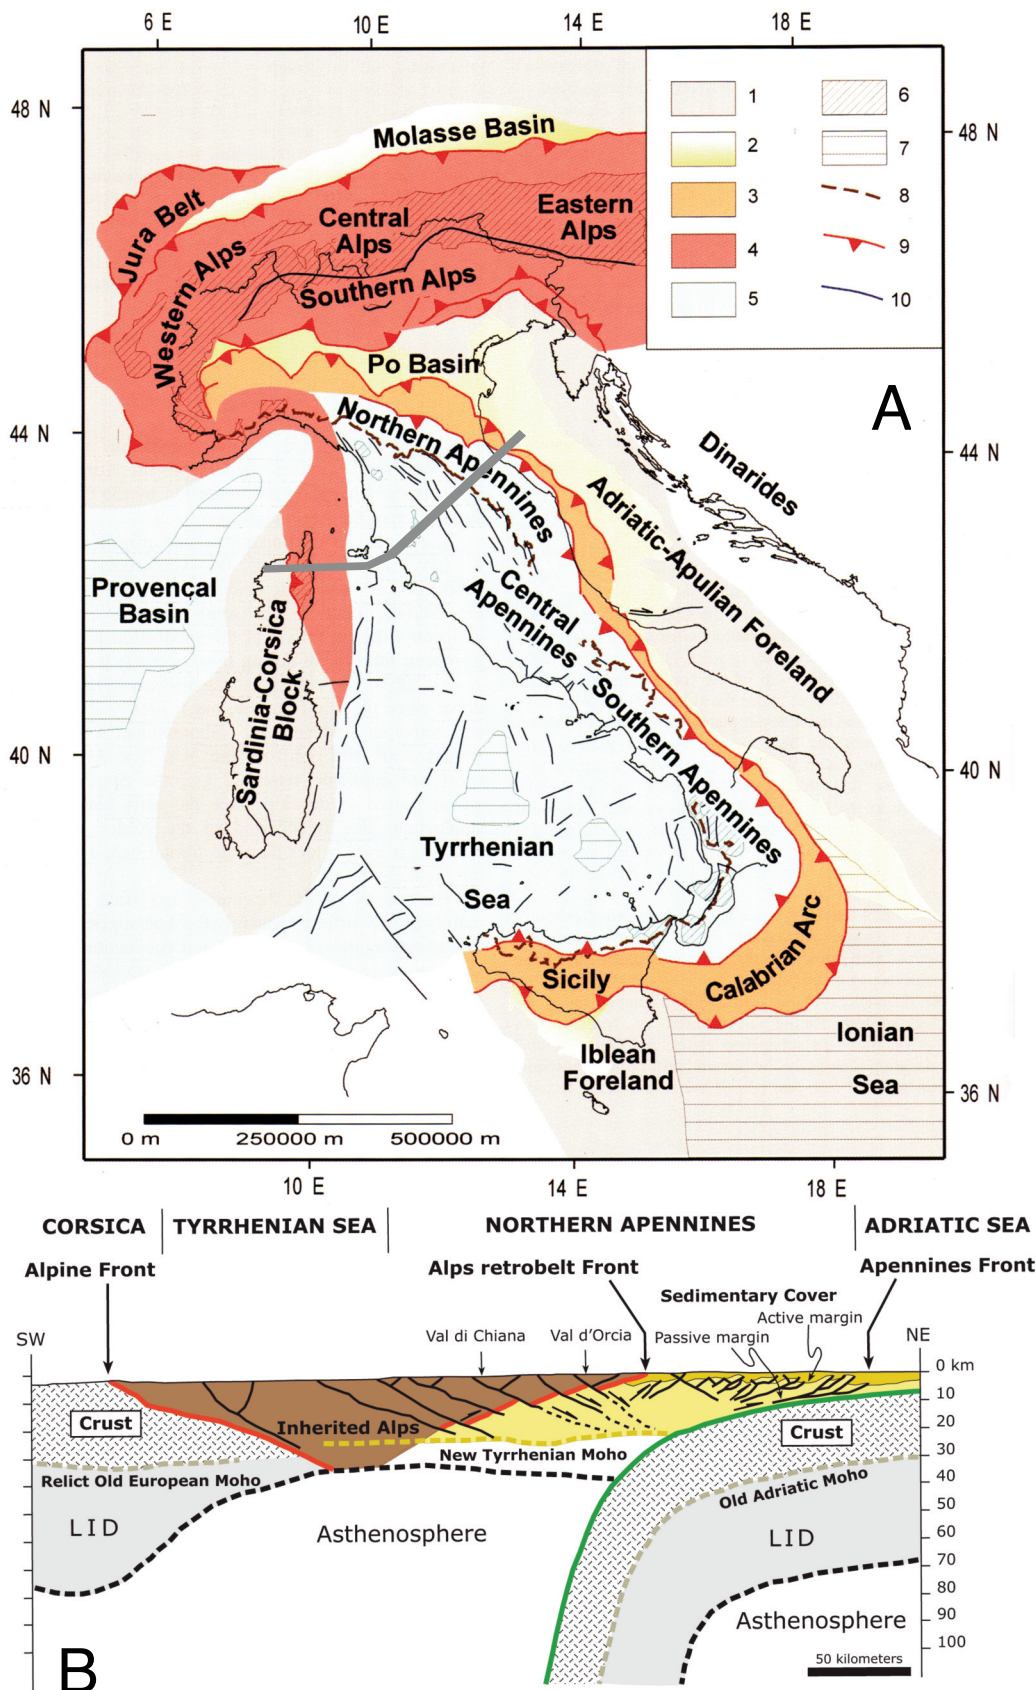 6 E
10 E
14 E
18 E
48 N
48 N
44 N
44 N
40 N
40 N
36 N
36 N
10 E
14 E
18 E
1
2
3
4
5
6
7
8
9
10
A
Molasse Basin
Jura Belt
Western Alps
Central
Alps
Eastern
Alps
Southern Alps
Po Basin
Northern Apennines
Dinarides
Adriatic-Apulian Foreland
Provençal
Basin
Central
Apennines
Sardinia-Corsica
Block
Southern Apennines
Tyrrhenian
Sea
Sicily
Calabrian Arc
Iblean
Foreland
Ionian
Sea
0 m
250000 m
500000 m
CORSICA
TYRRHENIAN SEA
NORTHERN APENNINES
ADRIATIC SEA
Alpine Front
Alps retrobelt Front
Apennines Front
Sedimentary Cover
Active margin
Passive margin
SW
Val di Chiana
Val d'Orcia
NE
0 km
10
20
30
40
50
60
70
80
90
100
Crust
Inherited Alps
New Tyrrhenian Moho
Crust
Relict Old European Moho
Old Adriatic Moho
LID
Asthenosphere
LID
Asthenosphere
50 kilometers
B